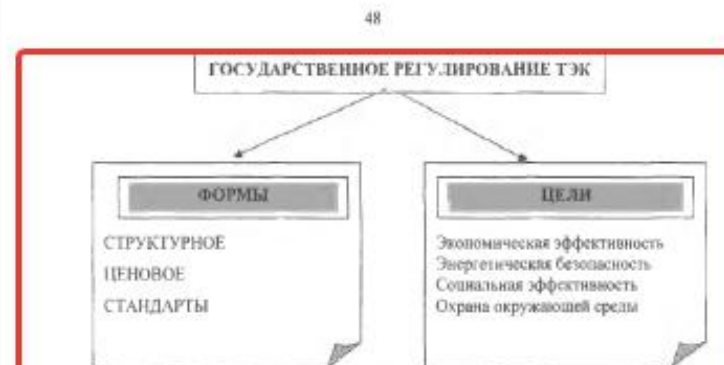 48
ГОСУДАРСТВЕННОЕ РЕГУЛИРОВАНИЕ ТЭК
ФОРМЫ
СТРУКТУРНОЕ
ЦЕНОВОЕ
СТАНДАРТЫ
ЦЕЛИ
Экономическая эффективность
Энергетическая безопасность
Социальная эффективность
Охрана окружающей среды